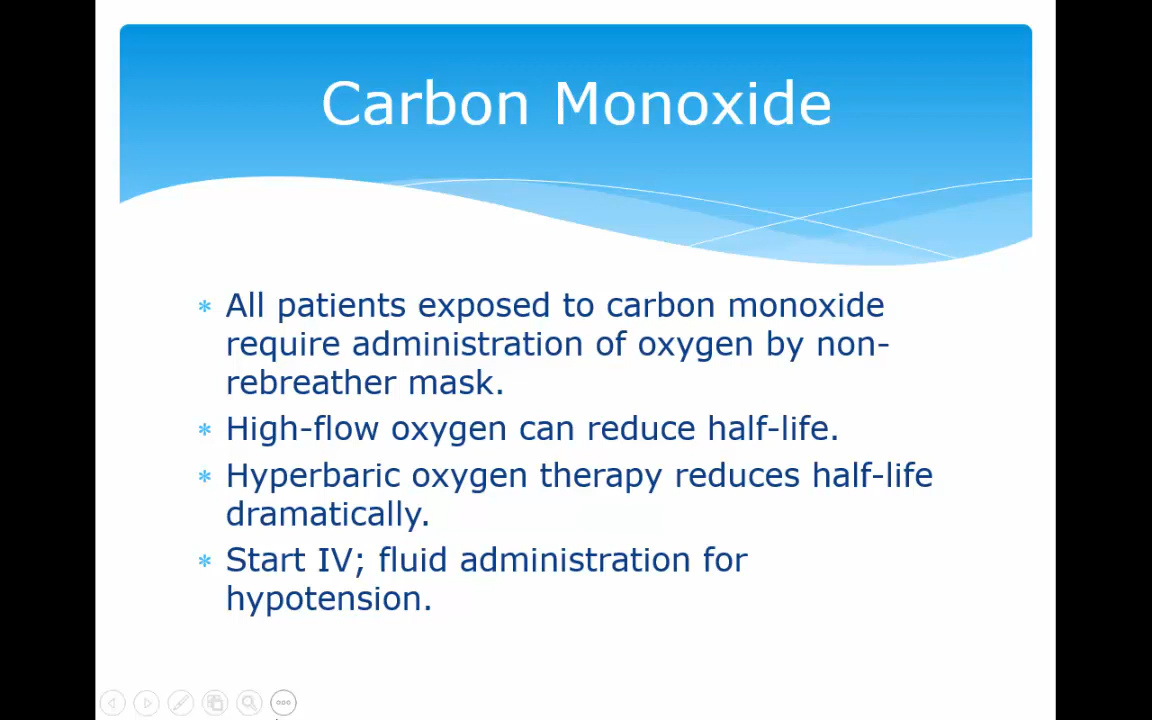 Carbon Monoxide
* All patients exposed to carbon monoxide
require administration of oxygen by non-
rebreather mask.
* High-flow oxygen can reduce half-life.
* Hyperbaric oxygen therapy reduces half-life
dramatically.
* Start IV; fluid administration for
hypotension.